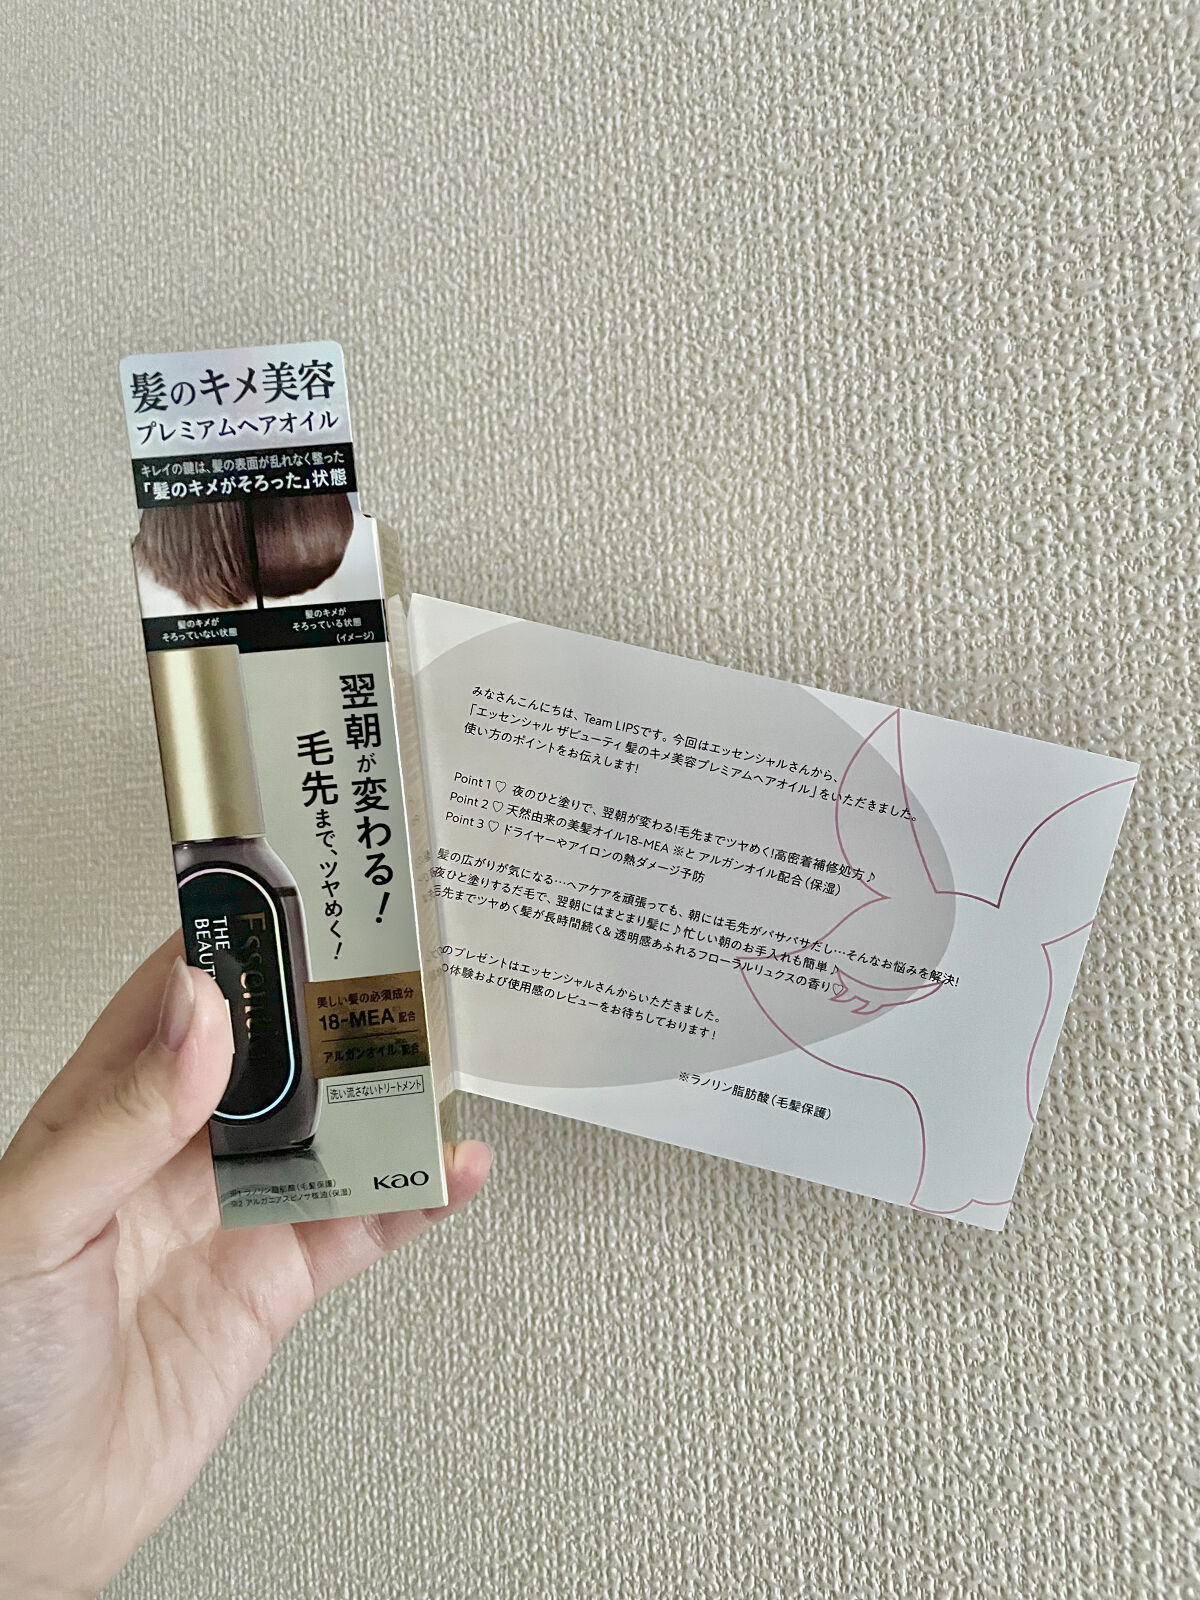 髪のキメ美容
プレミアムヘアオイル
キレイの鍵は、髪の表面が乱れなく整った
「髪のキメがそろった」状態
髪のキメが
そろっていない状態
髪のキメが
そろっている状態
(イメージ)
翌朝が変わる!
毛先まで、ツヤめく!
Essential
THE
BEAUTY
美しい髪の必須成分
18-MEA 配合
アルガンオイル 配合
洗い流さないトリートメント
※1 ラノリン脂肪酸(毛髪保護)
※2 アルガニアスピノサ核油(保湿)
Kao
みなさんこんにちは、Team LIPSです。今回はエッセンシャルさんから、
「エッセンシャル ザビューティ 髪のキメ美容プレミアムヘアオイル」をいただきました。
使い方のポイントをお伝えします!
Point 1 ♡ 夜のひと塗りで、翌朝が変わる!毛先までツヤめく!高密着補修処方♪
Point 2 ♡ 天然由来の美髪オイル18-MEA ※と アルガンオイル配合(保湿)
Point 3 ♡ ドライヤーやアイロンの熱ダメージ予防
髪の広がりが気になる…ヘアケアを頑張っても、朝には毛先がパサパサだし…そんなお悩みを解決!
夜ひと塗りするだ毛で、翌朝にはまとまり髪に♪忙しい朝のお手入れも簡単♪
毛先までツヤめく髪が長時間続く& 透明感あふれるフローラルリュクスの香り♡
のプレゼントはエッセンシャルさんからいただきました。
の体験および使用感のレビューをお待ちしております!
※ラノリン脂肪酸(毛髪保護)